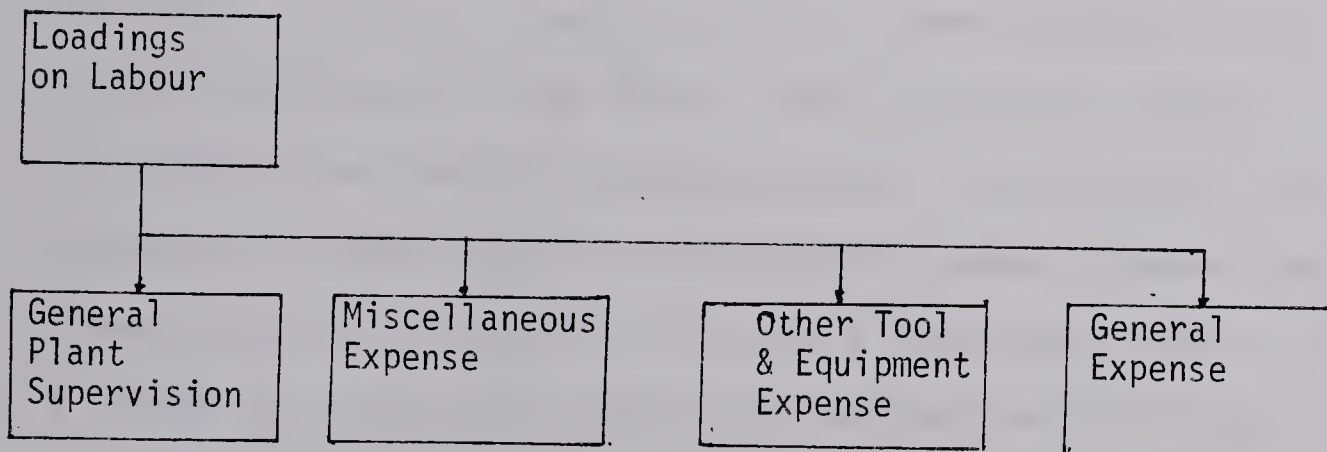 Loadings
on Labour
General
Plant
Supervision
Miscellaneous
Expense
Other Tool
& Equipment
Expense
General
Expense